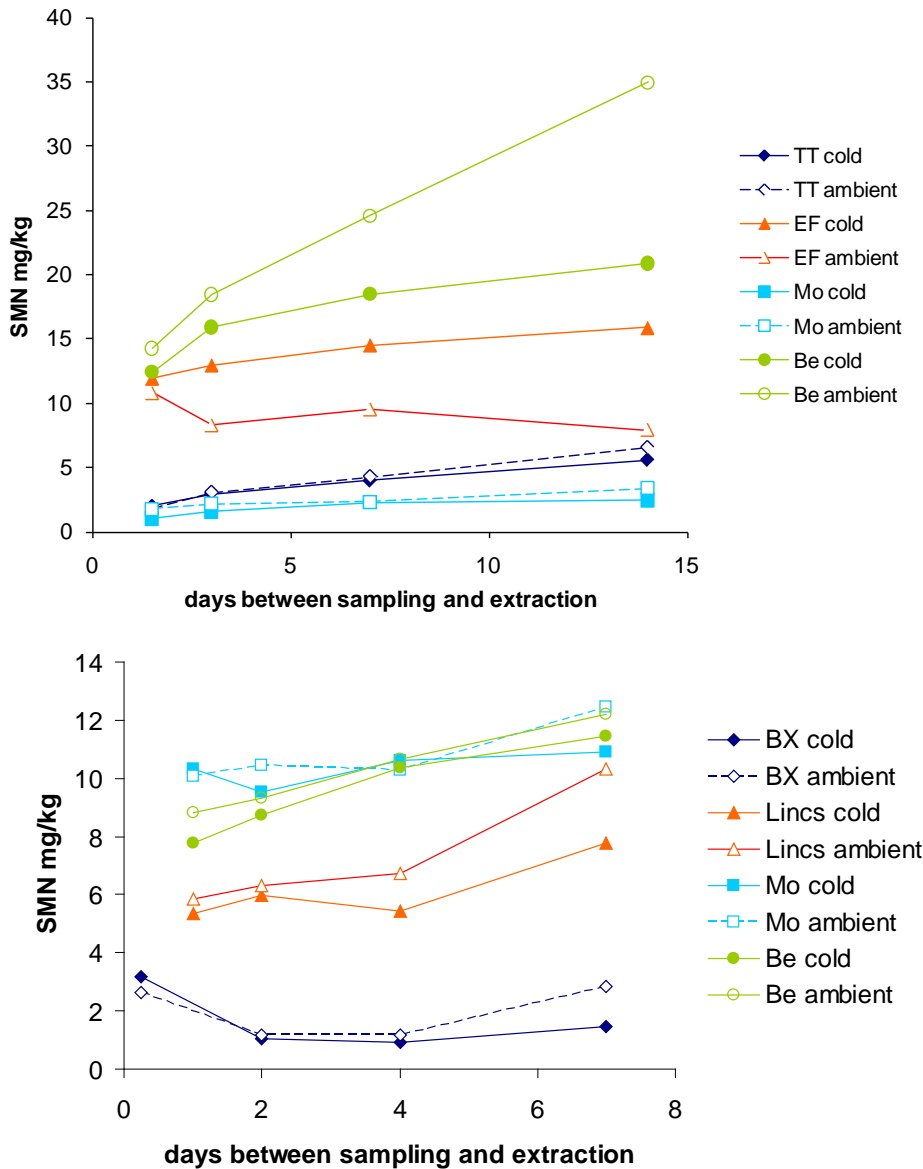 40
35
30
25
20
15
10
5
0
SMN mg/kg
0 5 10 15
days between sampling and extraction
TT cold
TT ambient
EF cold
EF ambient
Mo cold
Mo ambient
Be cold
Be ambient
14
12
10
8
6
4
2
0
SMN mg/kg
0 2 4 6 8
days between sampling and extraction
BX cold
BX ambient
Lincs cold
Lincs ambient
Mo cold
Mo ambient
Be cold
Be ambient